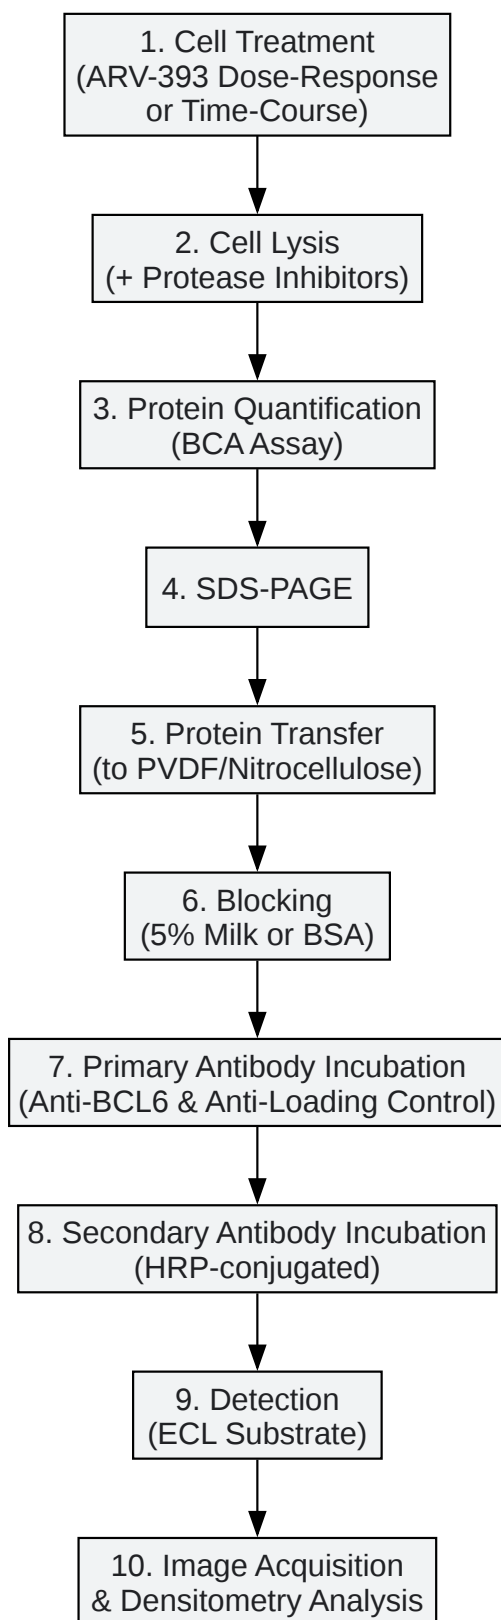 1. Cell Treatment
(ARV-393 Dose-Response
or Time-Course)
2. Cell Lysis
(+ Protease Inhibitors)
3. Protein Quantification
(BCA Assay)
4. SDS-PAGE
5. Protein Transfer
(to PVDF/Nitrocellulose)
6. Blocking
(5% Milk or BSA)
7. Primary Antibody Incubation
(Anti-BCL6 & Anti-Loading Control)
8. Secondary Antibody Incubation
(HRP-conjugated)
9. Detection
(ECL Substrate)
10. Image Acquisition
& Densitometry Analysis